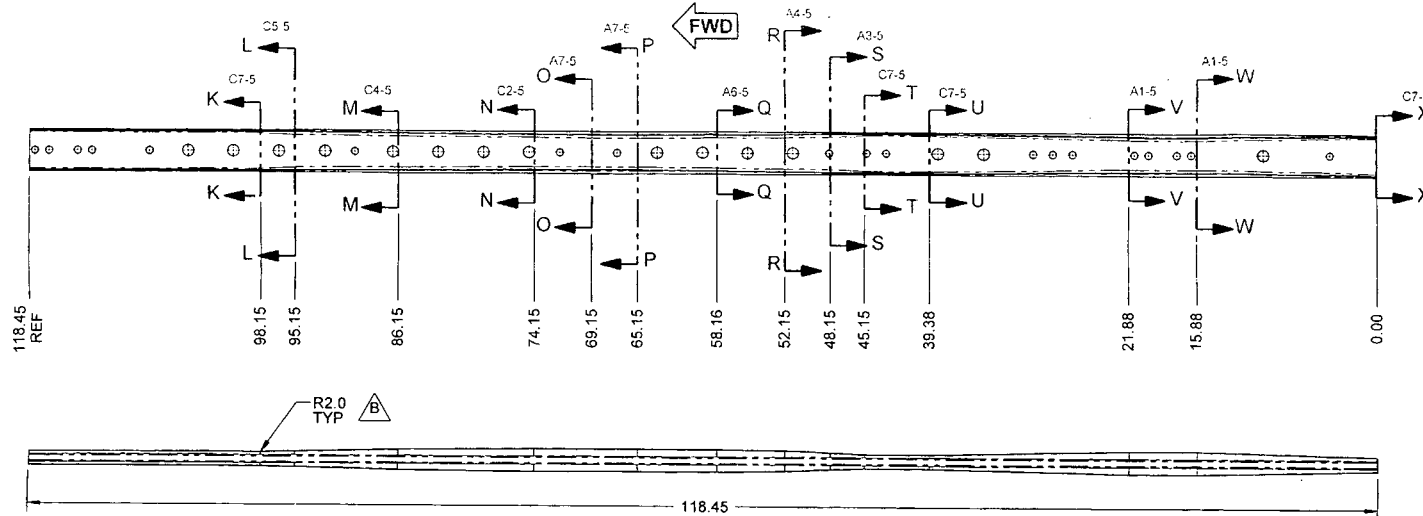 FWD
C5-5
L
A7-5
P
A4-5
R
A3-5
S
C7-5
K
C4-5
M
C2-5
N
A7-5
O
A6-5
Q
C7-5
T
C7-5
U
A1-5
V
A1-5
W
C7-
X
K
L
M
N
O
P
Q
R
S
T
U
V
W
X
118.45
REF
98.15
95.15
86.15
74.15
69.15
65.15
58.16
52.15
48.15
45.15
39.38
21.88
15.88
0.00
R2.0
TYP
B
118.45